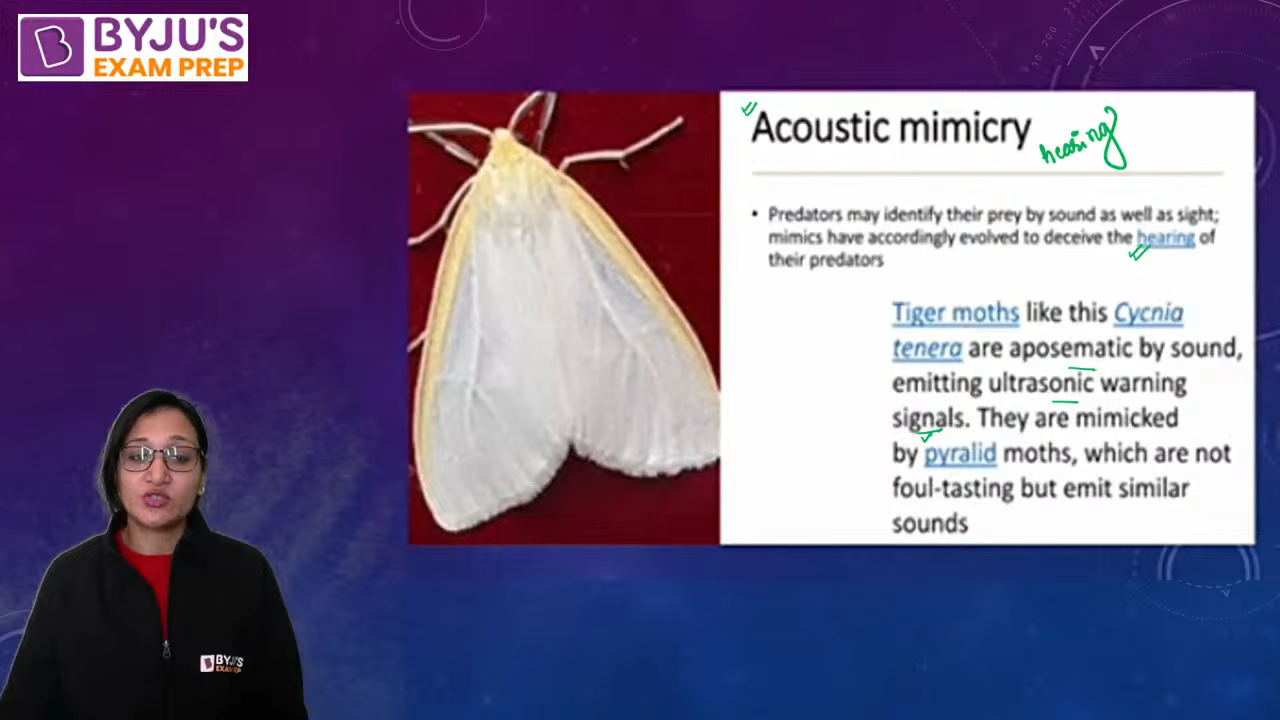 BYJU'S
EXAM PREP
Acoustic mimicry
hearing
• Predators may identify their prey by sound as well as sight;
mimics have accordingly evolved to deceive the hearing of
their predators
Tiger moths like this Cycnia
tenera are aposematic by sound,
emitting ultrasonic warning
signals. They are mimicked
by pyralid moths, which are not
foul-tasting but emit similar
sounds
BYJU'S
EXAM PREP